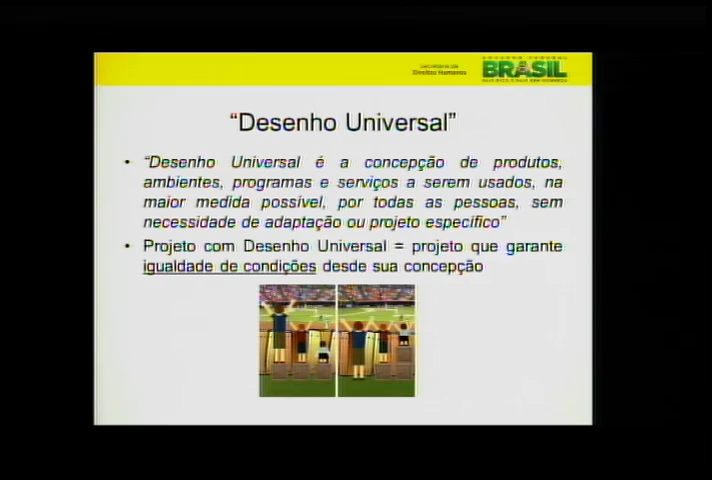 Direitos Humanos
BRASIL
“Desenho Universal”
• “Desenho Universal é a concepção de produtos,
ambientes, programas e serviços a serem usados, na
maior medida possível, por todas as pessoas, sem
necessidade de adaptação ou projeto específico”
• Projeto com Desenho Universal = projeto que garante
igualdade de condições desde sua concepção